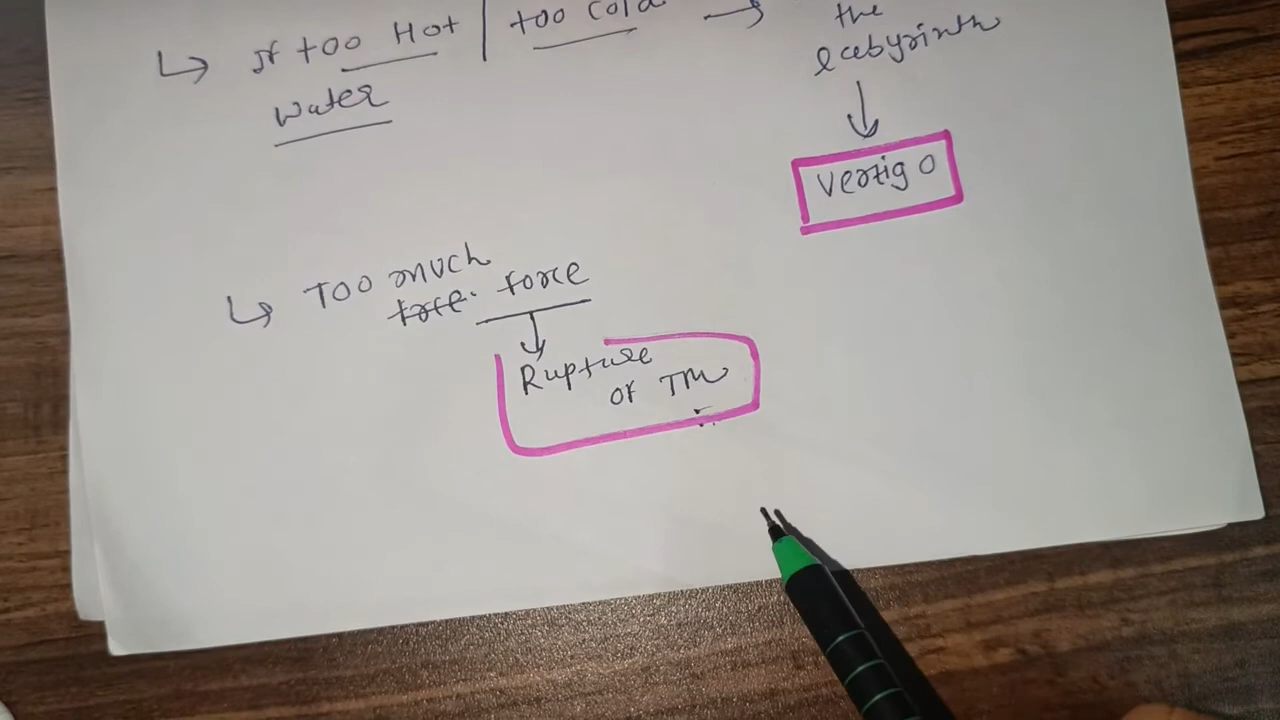 ↳ If too Hot | too cold → the
water labyrinth
↓
Vertigo
↳ Too much
force
↓
Rupture
of TM